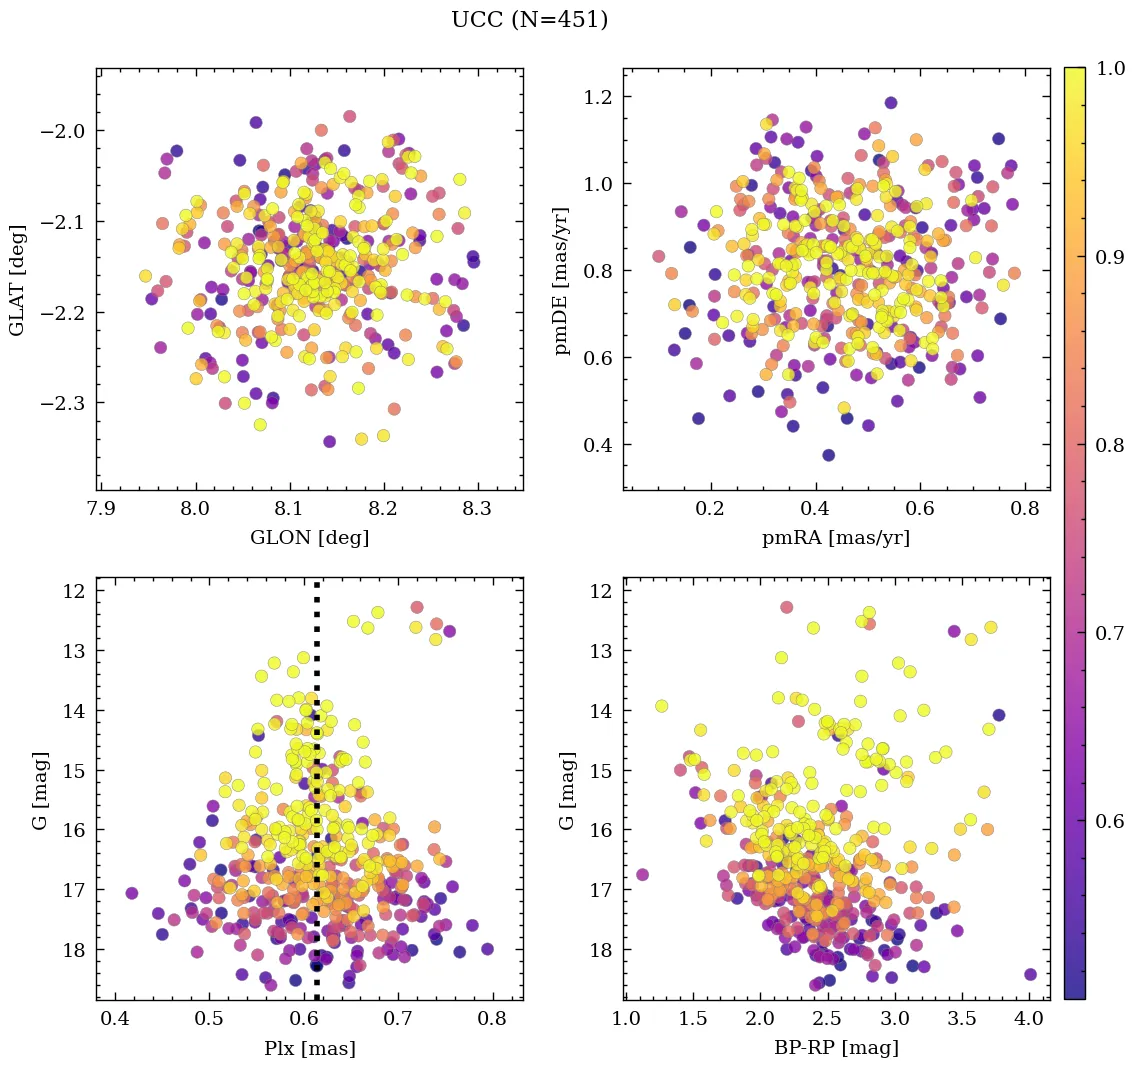 UCC (N=451)
−2.0
−2.1
−2.2
−2.3
GLAT [deg]
7.9 8.0 8.1 8.2 8.3
GLON [deg]
1.2
1.0
0.8
0.6
0.4
pmDE [mas/yr]
0.2 0.4 0.6 0.8
pmRA [mas/yr]
12
13
14
15
16
17
18
G [mag]
0.4 0.5 0.6 0.7 0.8
Plx [mas]
12
13
14
15
16
17
18
G [mag]
1.0 1.5 2.0 2.5 3.0 3.5 4.0
BP-RP [mag]
1.0
0.9
0.8
0.7
0.6